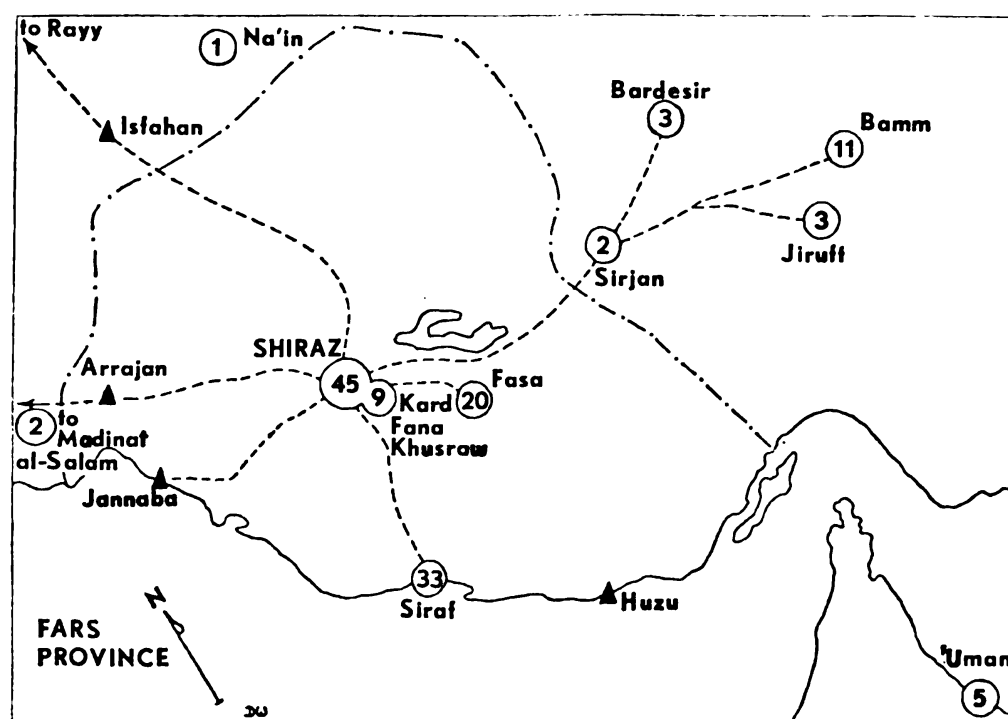 to Rayy
1
Na'in
Isfahan
Bardesir
3
Bamm
11
3
Jiruft
2
Sirjan
SHIRAZ
45
9
Kard
Fana
Khusraw
20
Fasa
Arrajan
2
to
Madinat
al-Salam
Jannaba
33
Siraf
Huzu
N
FARS
PROVINCE
DW
'Uman
5